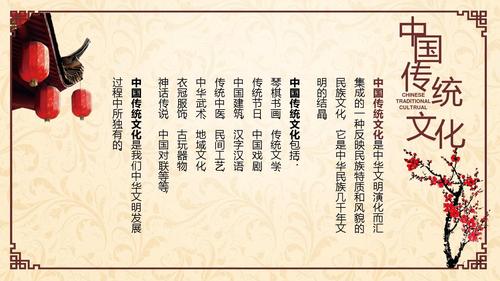 中国
传统
文化
CHINESE
TRADITIONAL
CULTRUAL
中国传统文化是中华文明演化而汇
集成的一种反映民族特质和风貌的
民族文化 它是中华民族几千年文
明的结晶
中国传统文化包括：
琴棋书画 传统文学
传统节日 中国戏剧
中国建筑 汉字汉语
传统中医 民间工艺
中华武术 地域文化
衣冠服饰 古玩器物
神话传说 中国对联等等
中国传统文化是我们中华文明发展
过程中所独有的